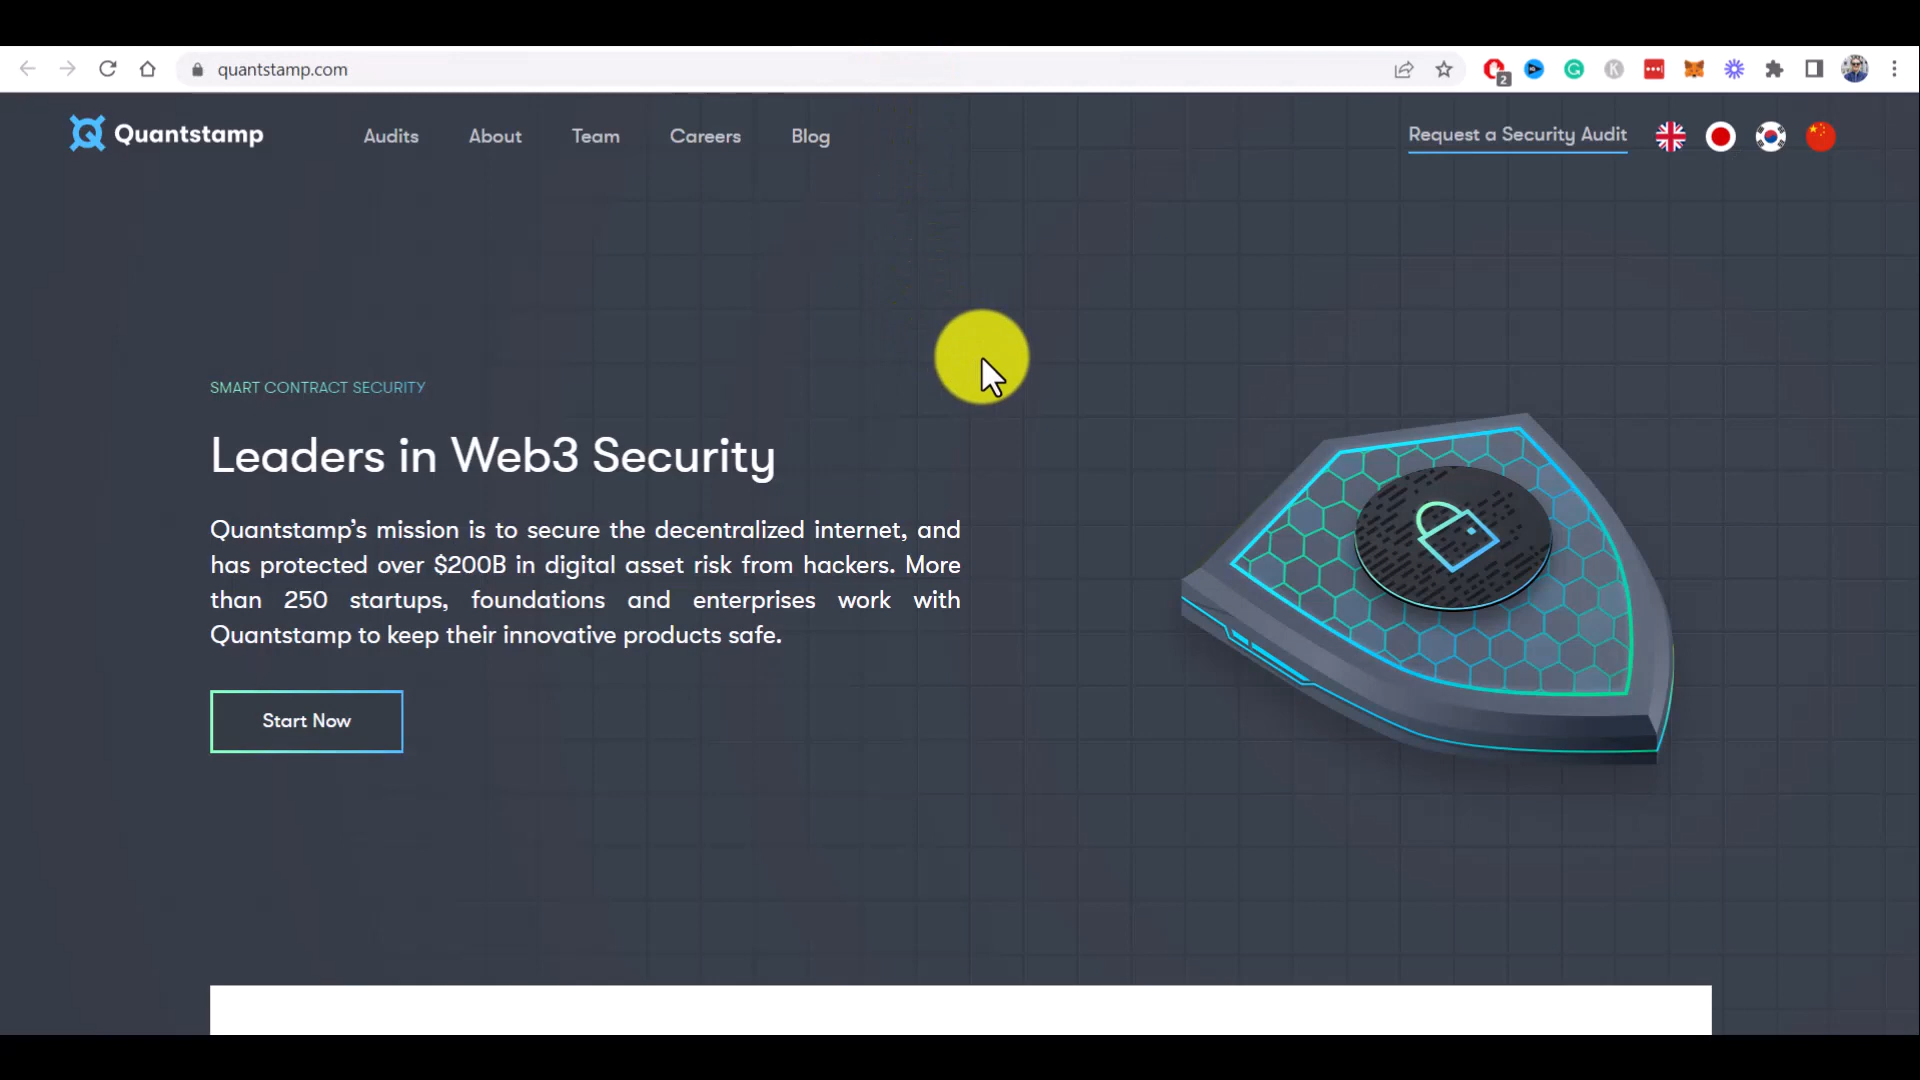 quantstamp.com
2
Quantstamp
Audits
About
Team
Careers
Blog
Request a Security Audit
SMART CONTRACT SECURITY
Leaders in Web3 Security
Quantstamp’s mission is to secure the decentralized internet, and
has protected over $200B in digital asset risk from hackers. More
than 250 startups, foundations and enterprises work with
Quantstamp to keep their innovative products safe.
Start Now